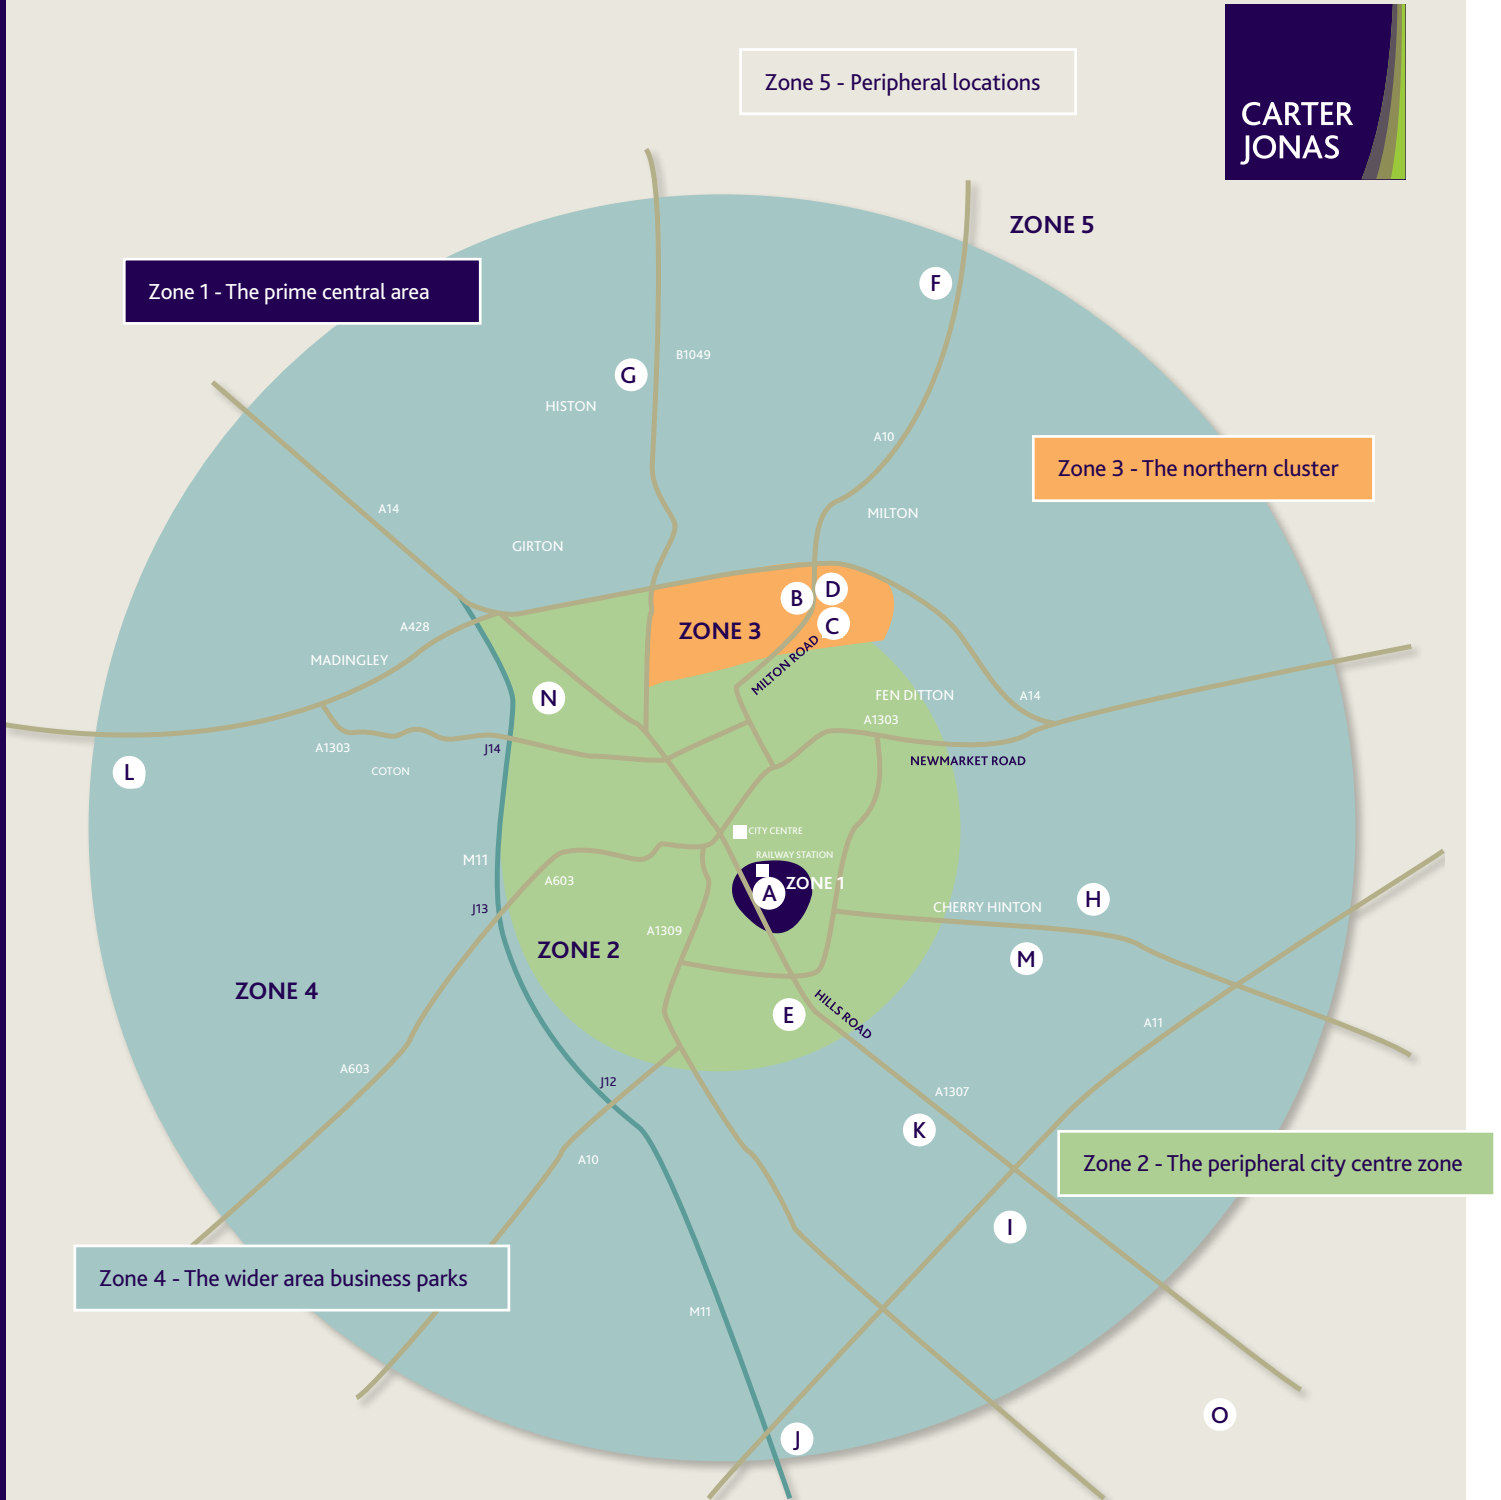 Zone 5 - Peripheral locations
CARTER
JONAS
ZONE 5
Zone 1 - The prime central area
F
B1049
G
HISTON
A10
Zone 3 - The northern cluster
A14
MILTON
GIRTON
B
D
C
A428
ZONE 3
MADINGLEY
MILTON ROAD
N
FEN DITTON
A14
A1303
A1303
J14
NEWMARKET ROAD
L
COTON
CITY CENTRE
RAILWAY STATION
M11
A603
ZONE 1
A
H
CHERRY HINTON
J13
A1309
ZONE 2
M
ZONE 4
E
HILLS ROAD
A11
A603
J12
A1307
K
A10
Zone 2 - The peripheral city centre zone
I
Zone 4 - The wider area business parks
M11
O
J